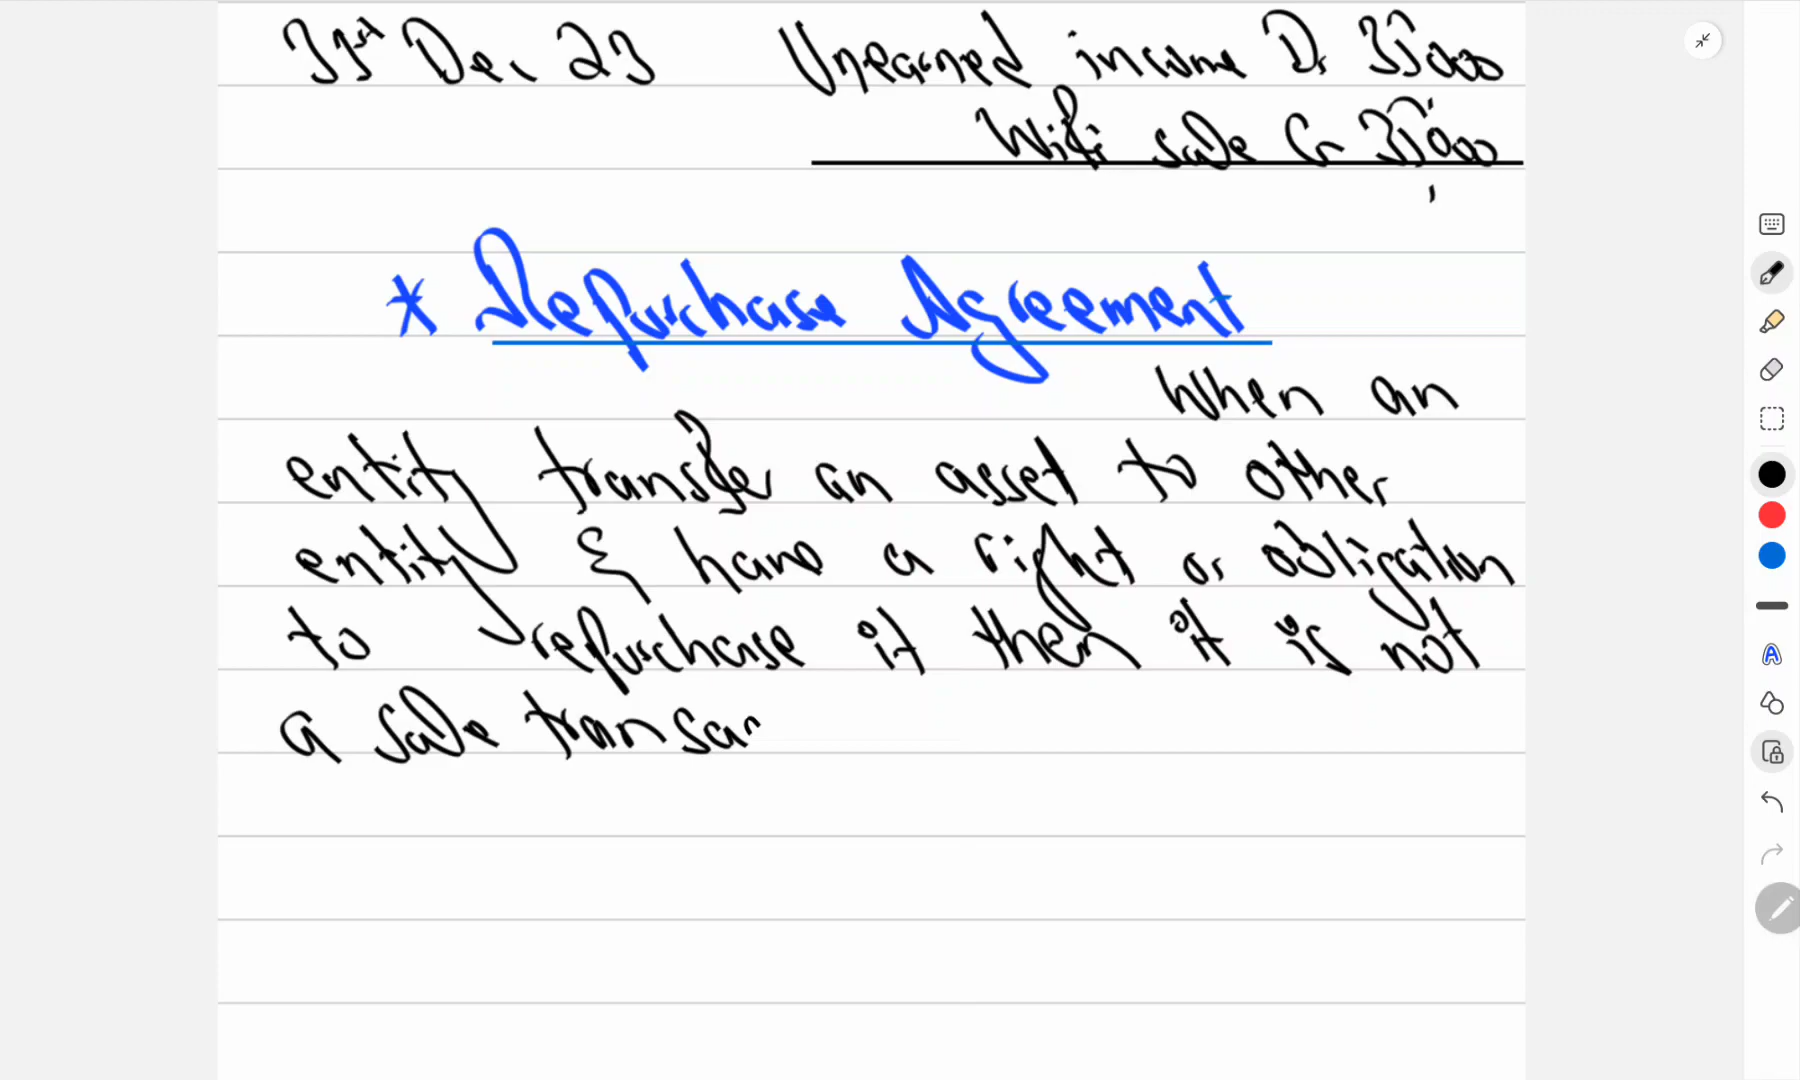 31st Dec 23 Unearned income Dr 35000
Wifi sale Cr 35000
* Repurchase Agreement
When an
entity transfer an asset to other
entity & have a right or obligation
to repurchase it then it is not
a sale transac